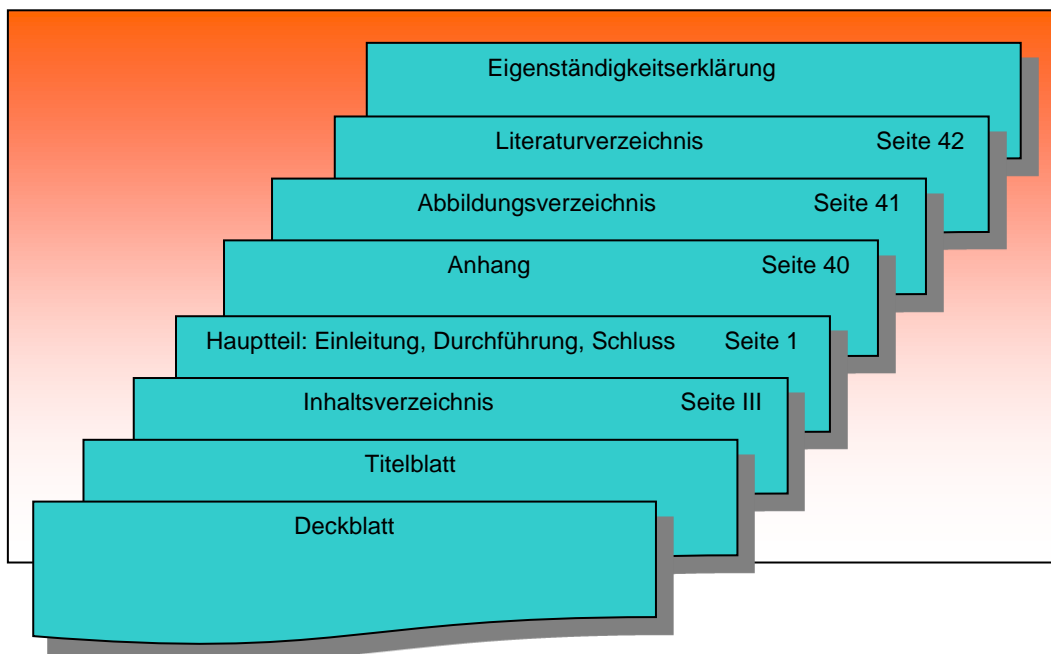 Eigenständigkeitserklärung
Literaturverzeichnis Seite 42
Abbildungsverzeichnis Seite 41
Anhang Seite 40
Hauptteil: Einleitung, Durchführung, Schluss Seite 1
Inhaltsverzeichnis Seite III
Titelblatt
Deckblatt